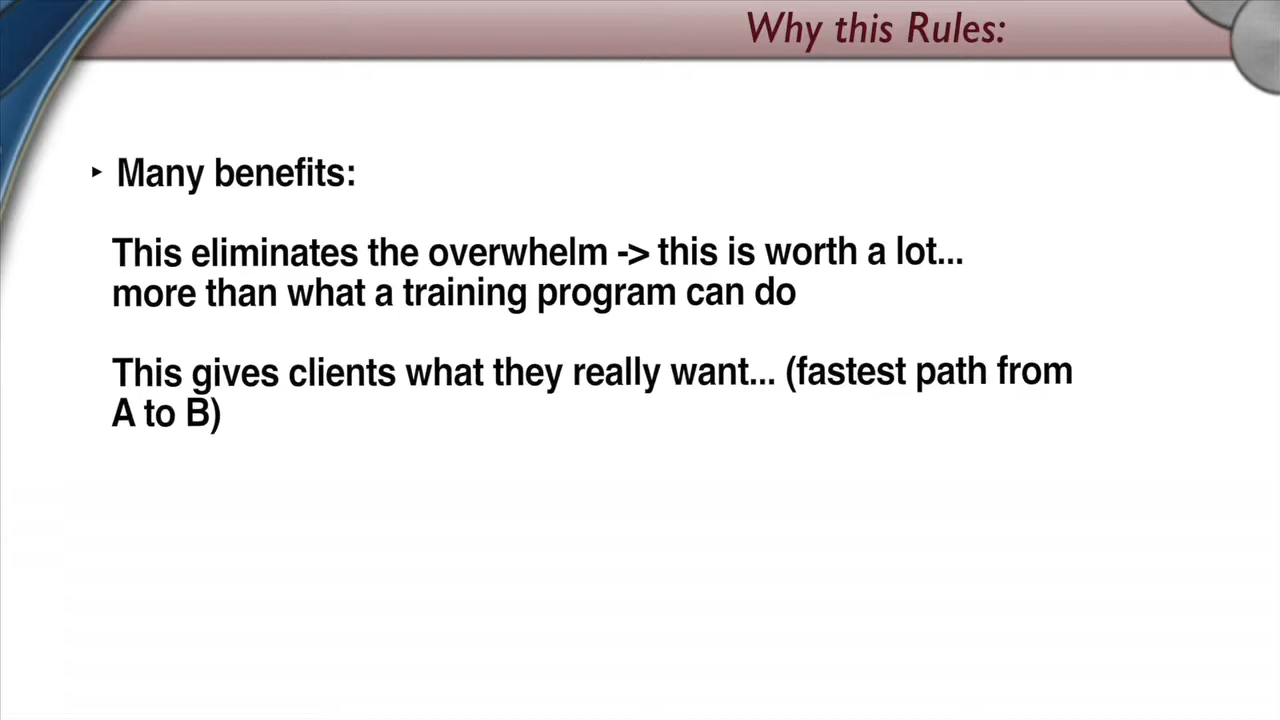 Why this Rules:
‣ Many benefits:
This eliminates the overwhelm -> this is worth a lot...
more than what a training program can do
This gives clients what they really want... (fastest path from
A to B)